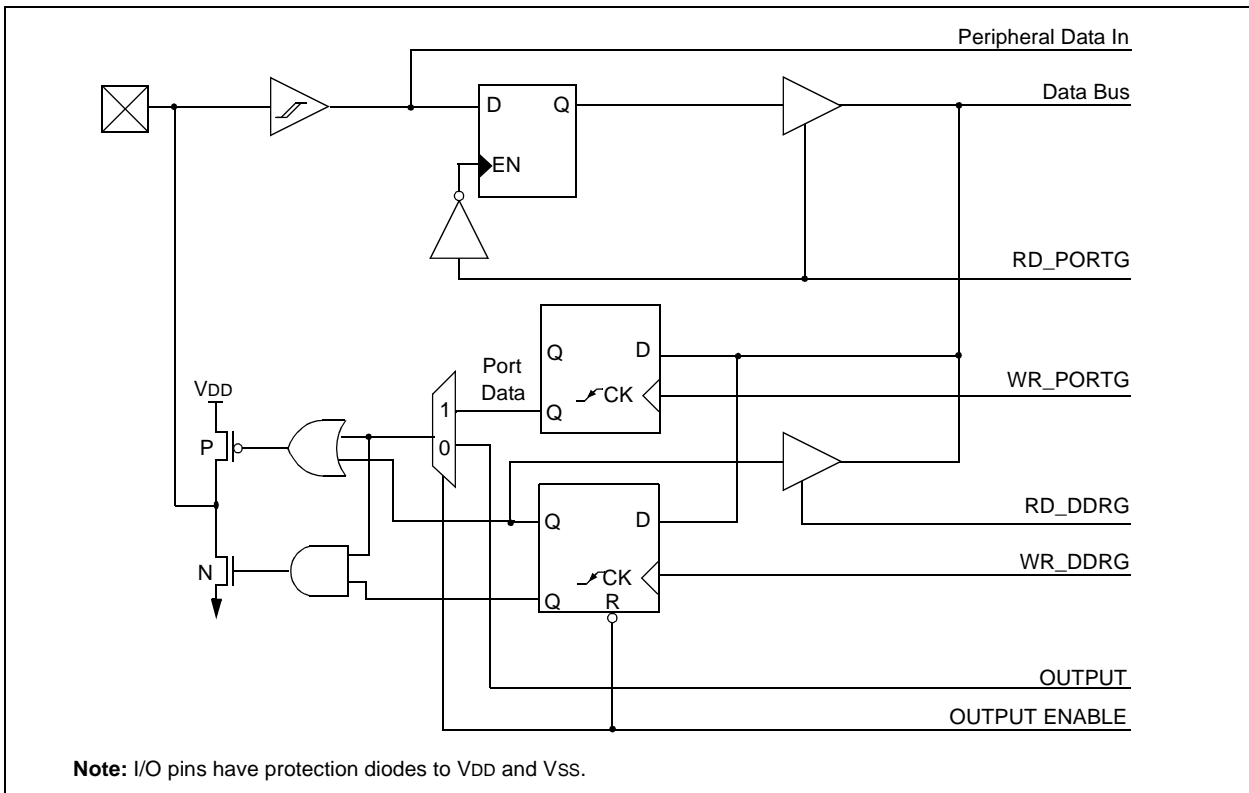 Peripheral Data In
Data Bus
D
Q
EN
RD_PORTG
Q
D
Port
Data
CK
Q
WR_PORTG
VDD
1
0
P
RD_DDRG
Q
D
N
CK
WR_DDRG
Q
R
OUTPUT
OUTPUT ENABLE
Note: I/O pins have protection diodes to VDD and VSS.